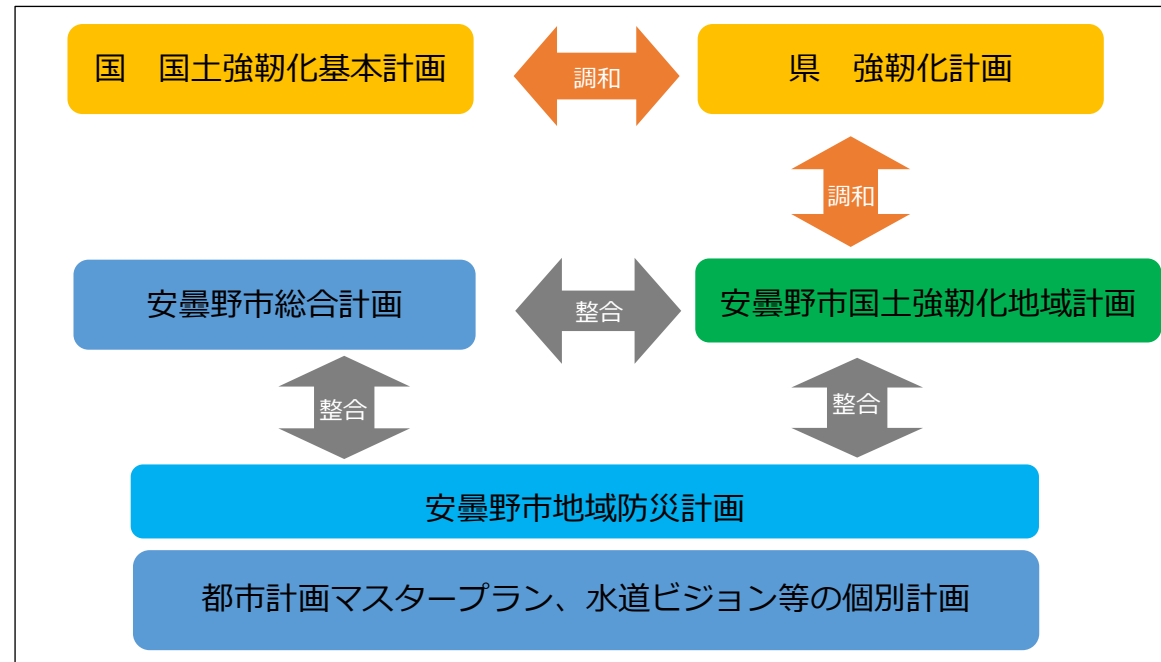 国　国土強靭化基本計画
調和
県　強靭化計画
調和
安曇野市総合計画
整合
安曇野市国土強靭化地域計画
整合
整合
安曇野市地域防災計画
都市計画マスタープラン、水道ビジョン等の個別計画